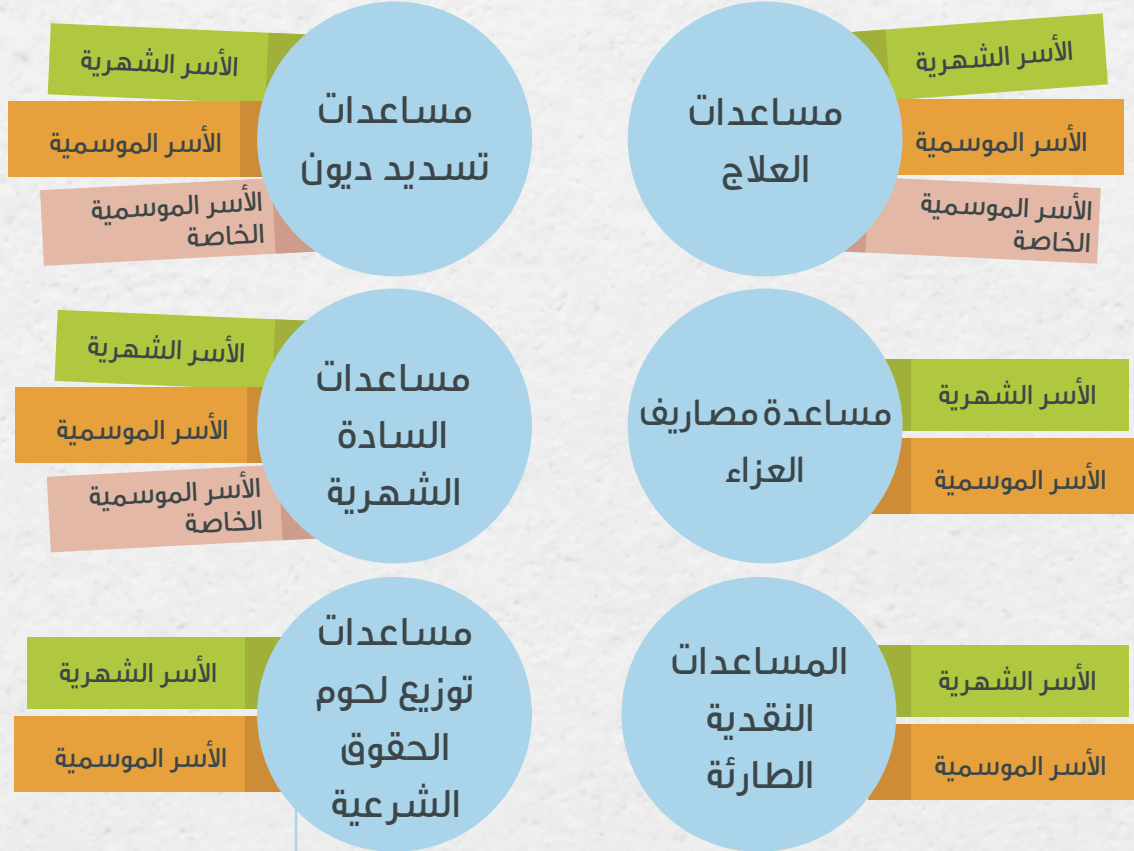 مساعدات
العلاج
الأسر الشهرية
الأسر الموسمية
الأسر الموسمية
الخاصة
مساعدات
تسديد ديون
الأسر الشهرية
الأسر الموسمية
الأسر الموسمية
الخاصة
مساعدة مصاريف
العزاء
الأسر الشهرية
الأسر الموسمية
مساعدات
السادة
الشهرية
الأسر الشهرية
الأسر الموسمية
الأسر الموسمية
الخاصة
المساعدات
النقدية
الطارئة
الأسر الشهرية
الأسر الموسمية
مساعدات
توزيع لحوم
الحقوق
الشرعية
الأسر الشهرية
الأسر الموسمية